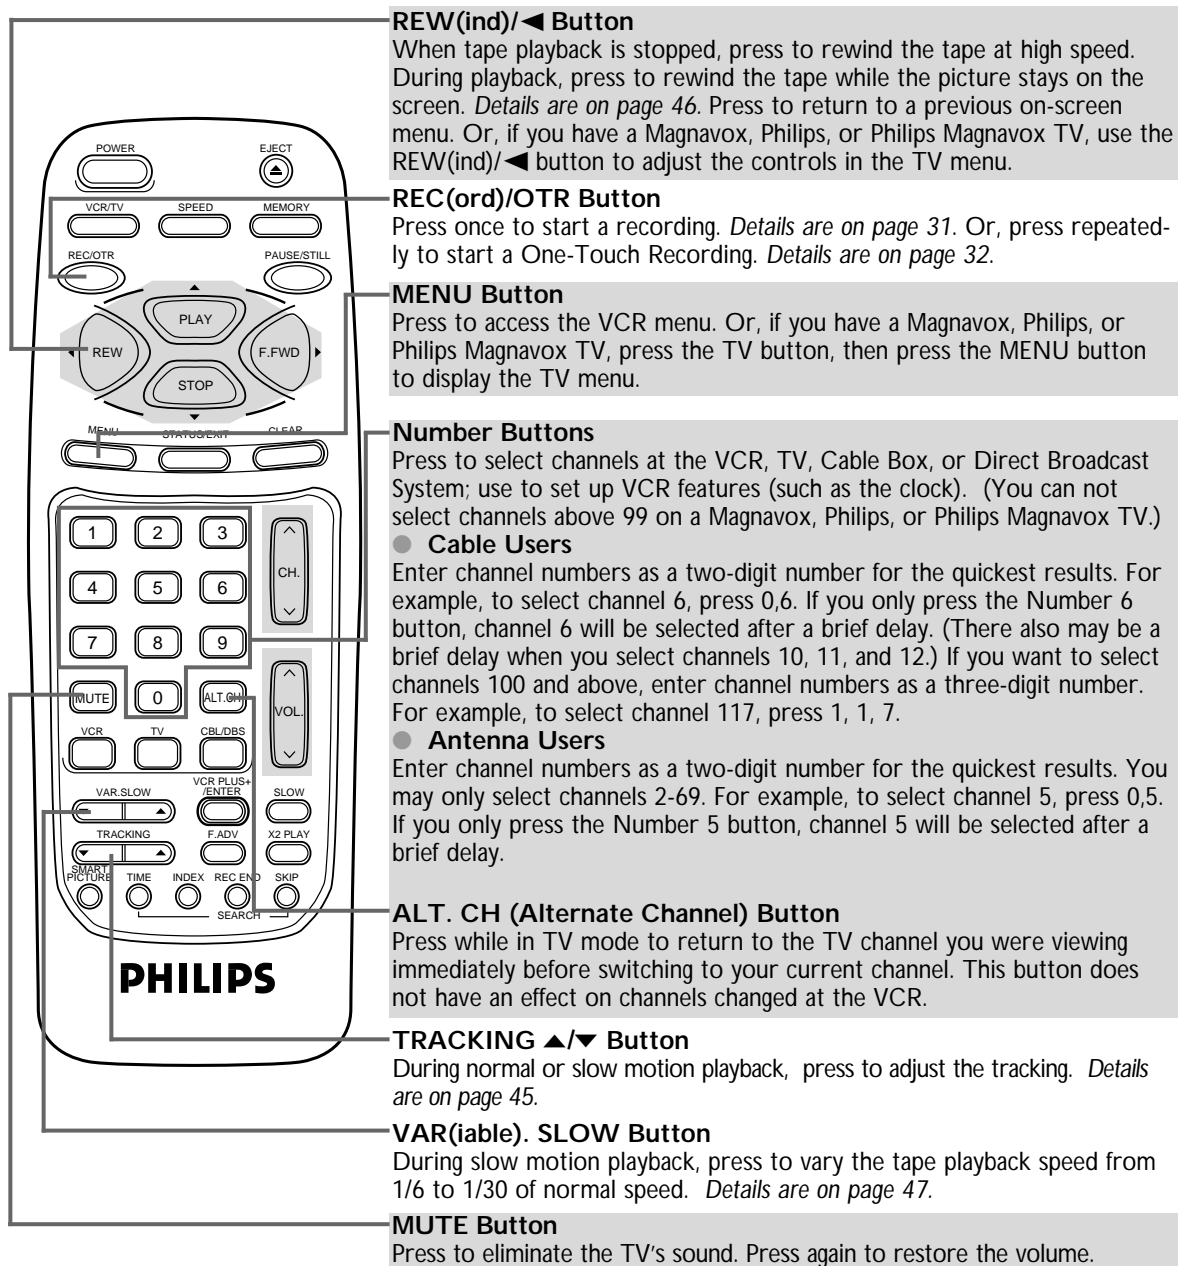 REW(ind)/◀ Button
When tape playback is stopped, press to rewind the tape at high speed.
During playback, press to rewind the tape while the picture stays on the
screen. Details are on page 46. Press to return to a previous on-screen
menu. Or, if you have a Magnavox, Philips, or Philips Magnavox TV, use the
REW(ind)/◀ button to adjust the controls in the TV menu.
REC(ord)/OTR Button
Press once to start a recording. Details are on page 31. Or, press repeated-
ly to start a One-Touch Recording. Details are on page 32.
MENU Button
Press to access the VCR menu. Or, if you have a Magnavox, Philips, or
Philips Magnavox TV, press the TV button, then press the MENU button
to display the TV menu.
Number Buttons
Press to select channels at the VCR, TV, Cable Box, or Direct Broadcast
System; use to set up VCR features (such as the clock). (You can not
select channels above 99 on a Magnavox, Philips, or Philips Magnavox TV.)
● Cable Users
Enter channel numbers as a two-digit number for the quickest results. For
example, to select channel 6, press 0,6. If you only press the Number 6
button, channel 6 will be selected after a brief delay. (There also may be a
brief delay when you select channels 10, 11, and 12.) If you want to select
channels 100 and above, enter channel numbers as a three-digit number.
For example, to select channel 117, press 1, 1, 7.
● Antenna Users
Enter channel numbers as a two-digit number for the quickest results. You
may only select channels 2-69. For example, to select channel 5, press 0,5.
If you only press the Number 5 button, channel 5 will be selected after a
brief delay.
ALT. CH (Alternate Channel) Button
Press while in TV mode to return to the TV channel you were viewing
immediately before switching to your current channel. This button does
not have an effect on channels changed at the VCR.
TRACKING ▲/▼ Button
During normal or slow motion playback, press to adjust the tracking. Details
are on page 45.
VAR(iable). SLOW Button
During slow motion playback, press to vary the tape playback speed from
1/6 to 1/30 of normal speed. Details are on page 47.
MUTE Button
Press to eliminate the TV's sound. Press again to restore the volume.
POWER EJECT
VCR/TV SPEED MEMORY
REC/OTR PAUSE/STILL
PLAY
REW F.FWD
STOP
MENU STATUS/EXIT CLEAR
1 2 3
CH.
4 5 6
7 8 9
MUTE 0 ALT.CH
VOL.
VCR TV CBL/DBS
VAR.SLOW VCR PLUS+ /ENTER SLOW
TRACKING F.ADV X2 PLAY
SMART PICTURE TIME INDEX REC END SKIP
SEARCH
PHILIPS